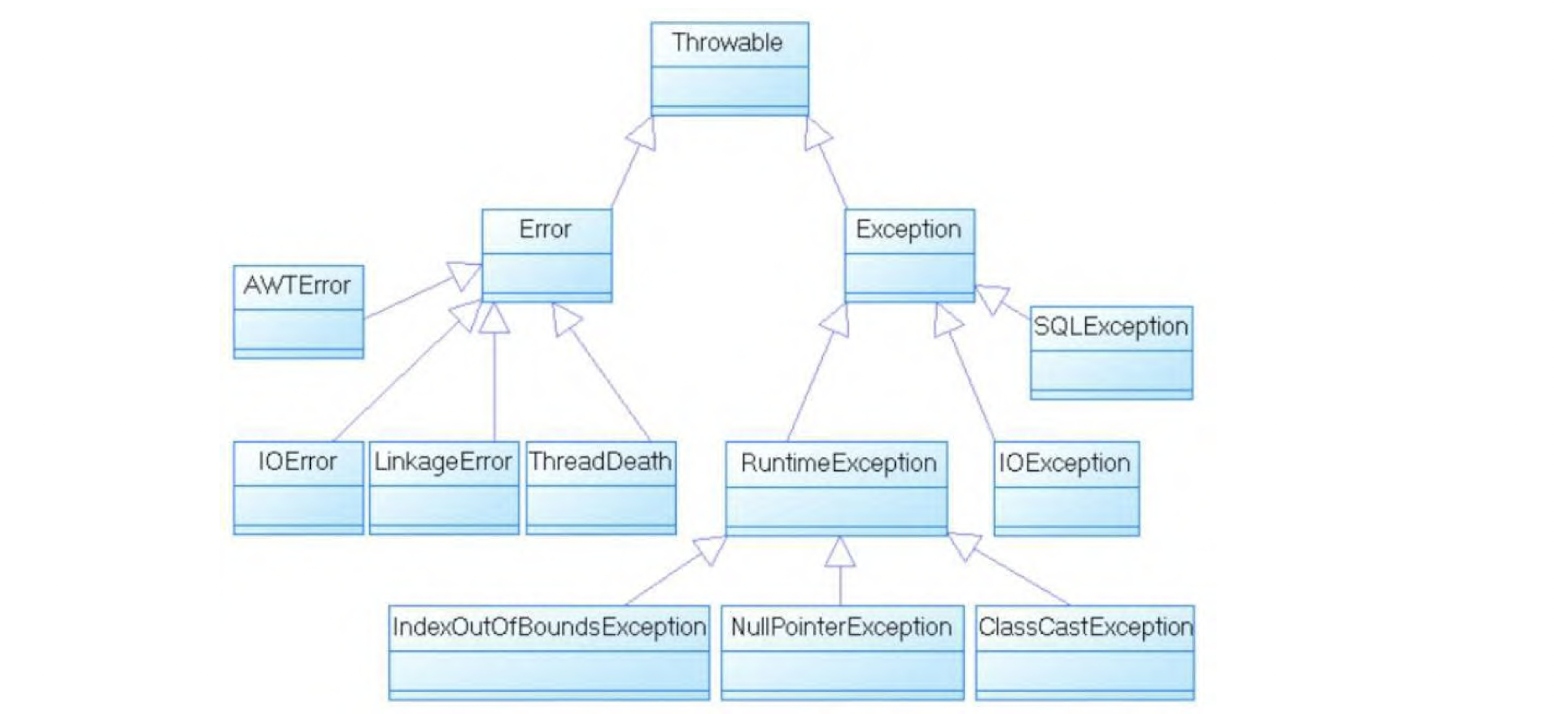 Throwable
Error
Exception
AWTError
SQLException
IOError
LinkageError
ThreadDeath
RuntimeException
IOException
IndexOutOfBoundsException
NullPointerException
ClassCastException